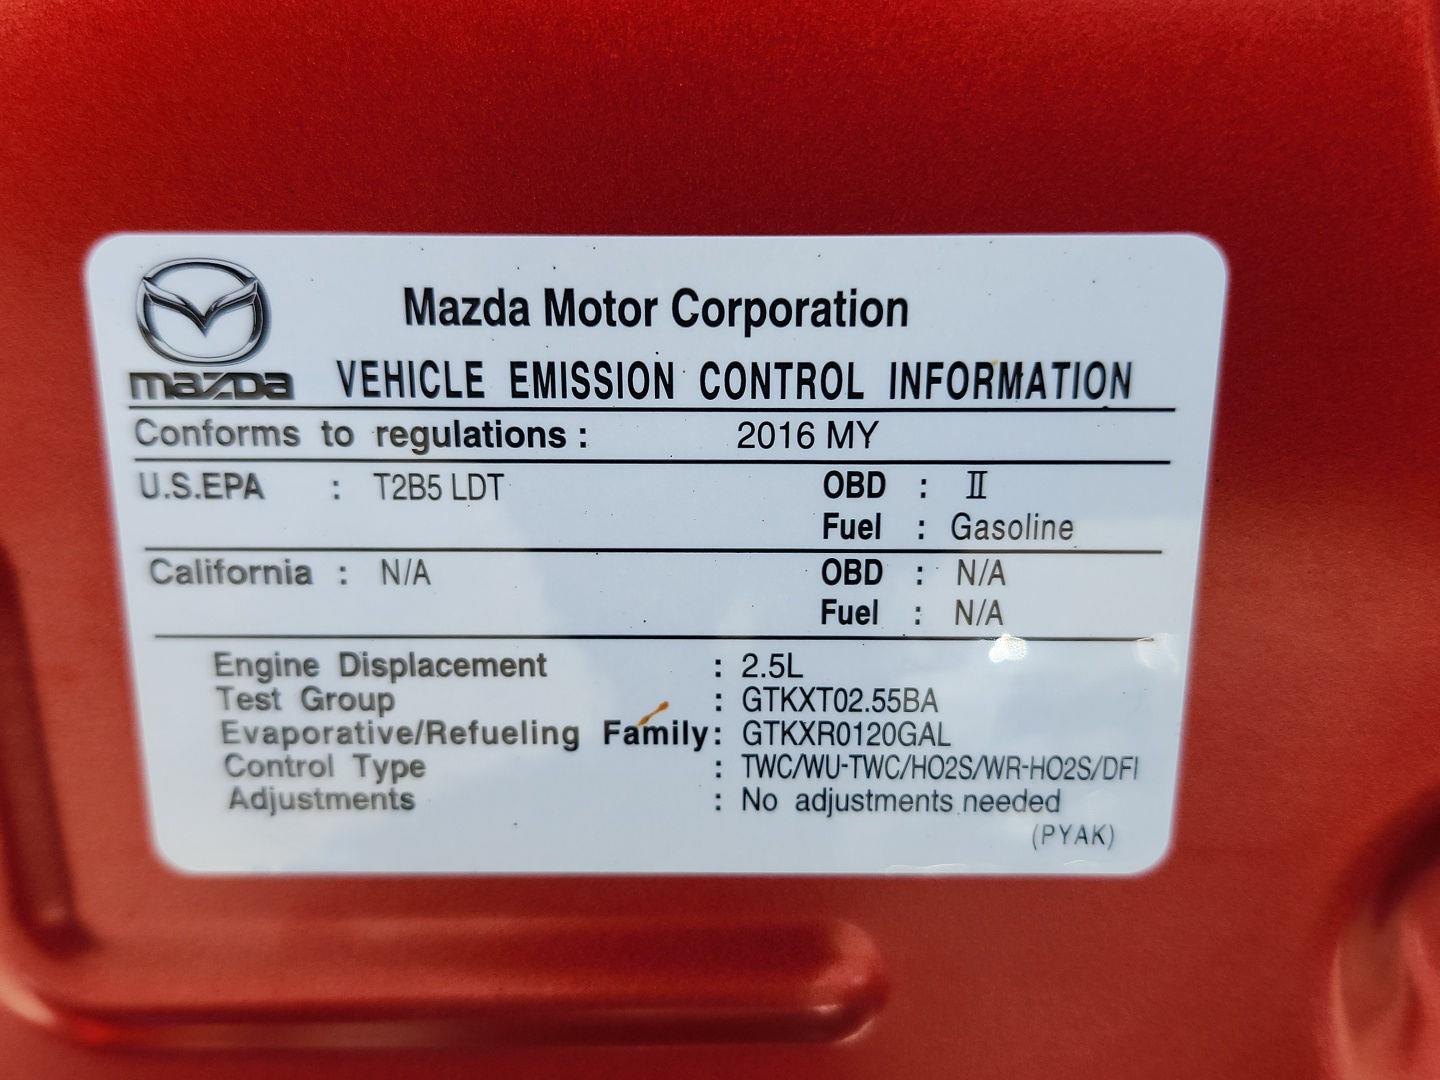 Mazda Motor Corporation
mazda VEHICLE EMISSION CONTROL INFORMATION
Conforms to regulations : 2016 MY
U.S.EPA : T2B5 LDT OBD : II
Fuel : Gasoline
California : N/A OBD : N/A
Fuel : N/A
Engine Displacement : 2.5L
Test Group : GTKXT02.55BA
Evaporative/Refueling Family : GTKXR0120GAL
Control Type : TWC/WU-TWC/HO2S/WR-HO2S/DFI
Adjustments : No adjustments needed
(PYAK)